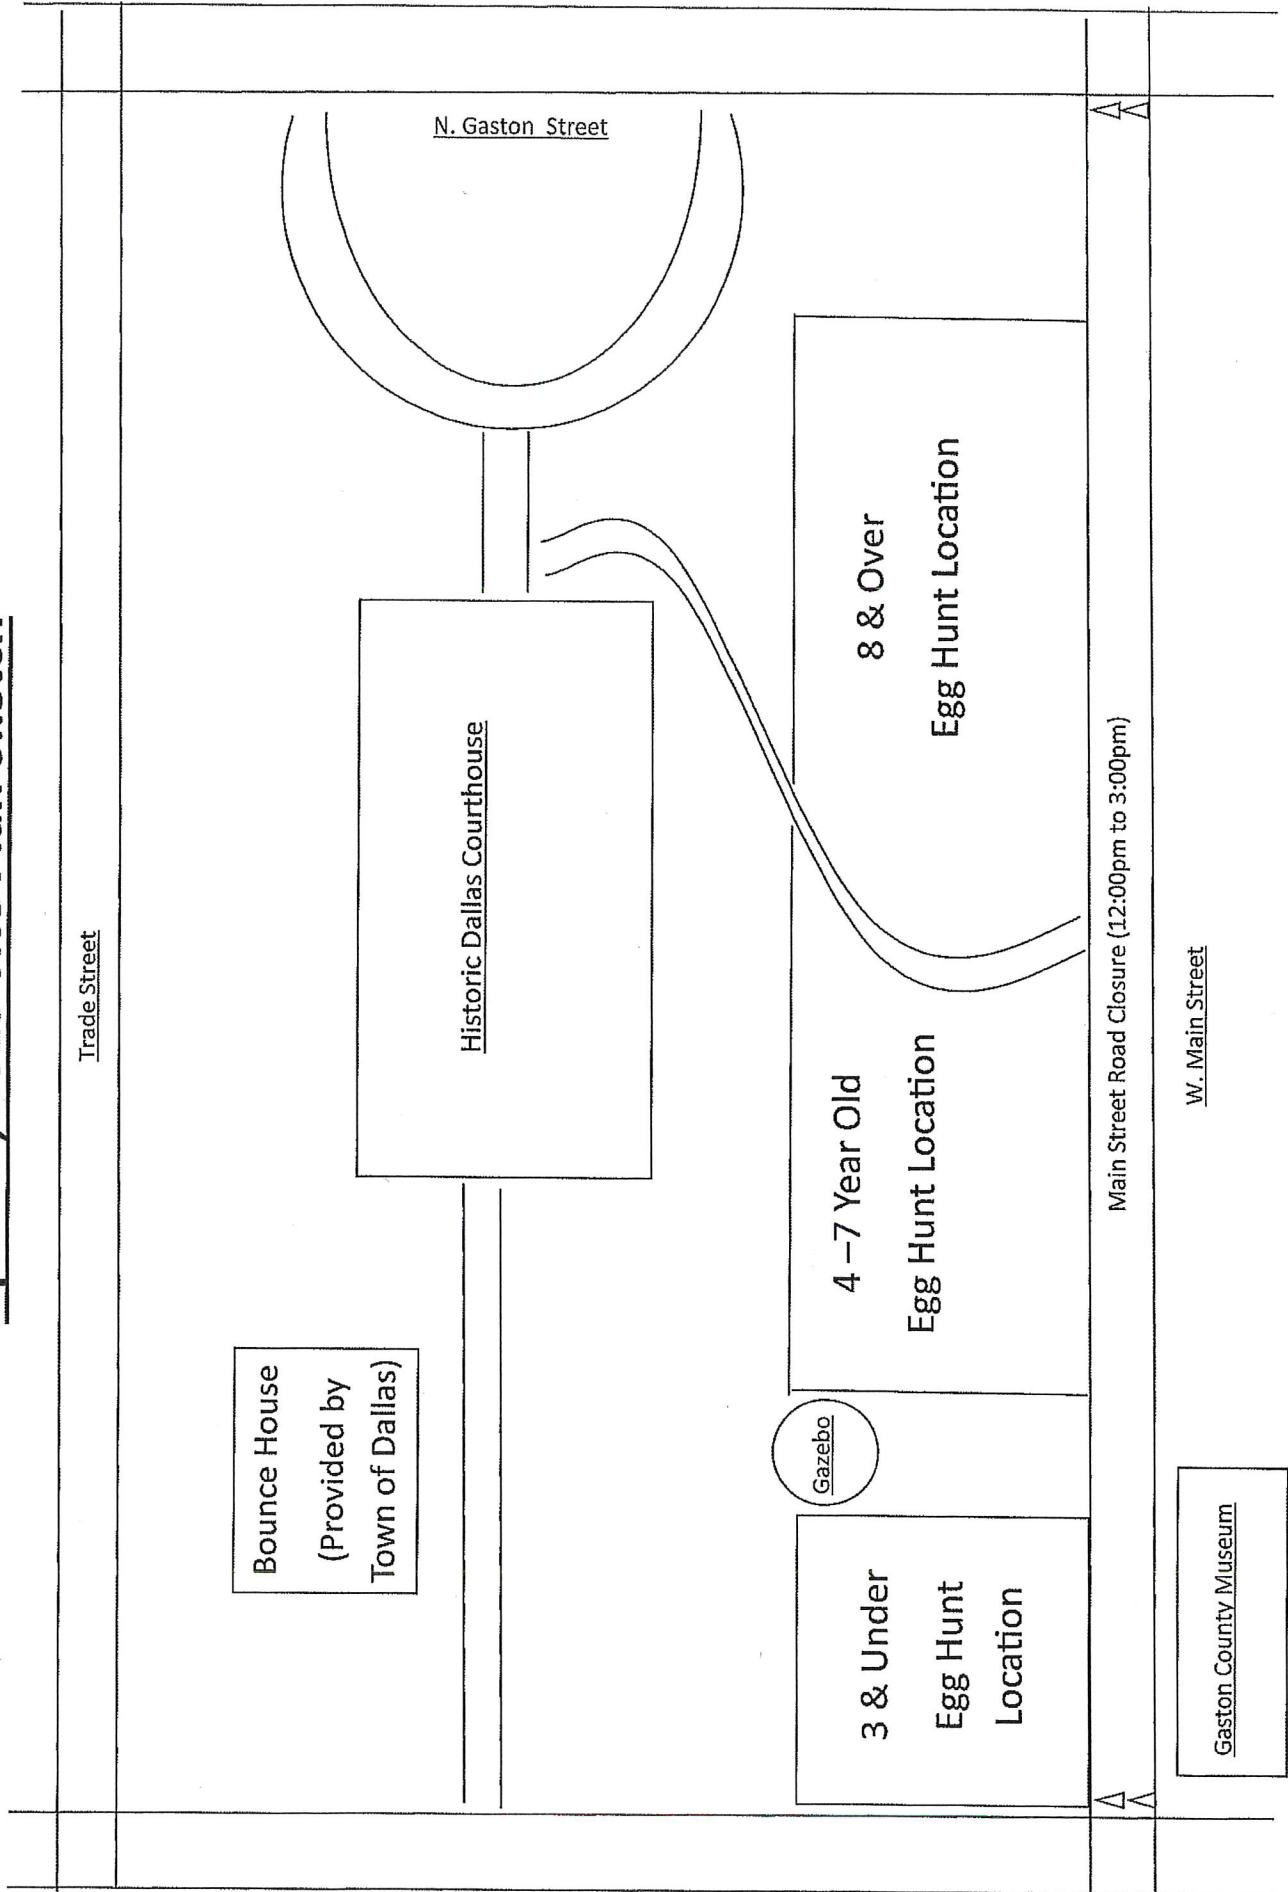 Trade Street
N. Gaston Street
Historic Dallas Courthouse
Bounce House
(Provided by
Town of Dallas)
Gazebo
3 & Under
Egg Hunt
Location
4 –7 Year Old
Egg Hunt Location
8 & Over
Egg Hunt Location
Main Street Road Closure (12:00pm to 3:00pm)
W. Main Street
Gaston County Museum